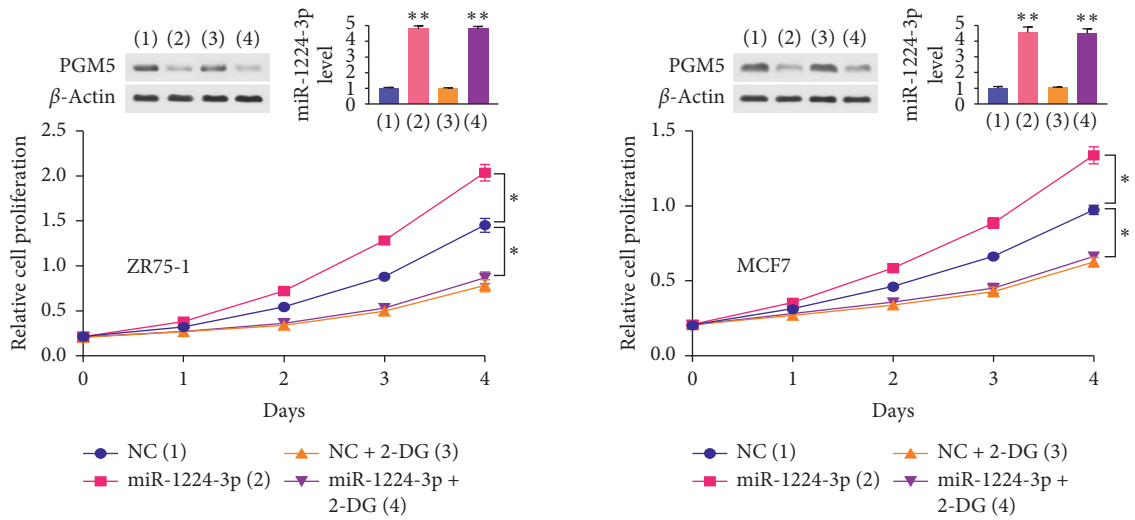 (1) (2) (3) (4)
PGM5
β-Actin
miR-1224-3p
level
5
4
3
2
1
0
**
**
(1) (2) (3) (4)
Relative cell proliferation
2.5
2.0
1.5
1.0
0.5
0.0
ZR75-1
*
*
0 1 2 3 4
Days
NC (1)
miR-1224-3p (2)
NC + 2-DG (3)
miR-1224-3p +
2-DG (4)
(1) (2) (3) (4)
PGM5
β-Actin
miR-1224-3p
level
5
4
3
2
1
0
**
**
(1) (2) (3) (4)
Relative cell proliferation
1.5
1.0
0.5
0.0
MCF7
*
*
0 1 2 3 4
Days
NC (1)
miR-1224-3p (2)
NC + 2-DG (3)
miR-1224-3p +
2-DG (4)